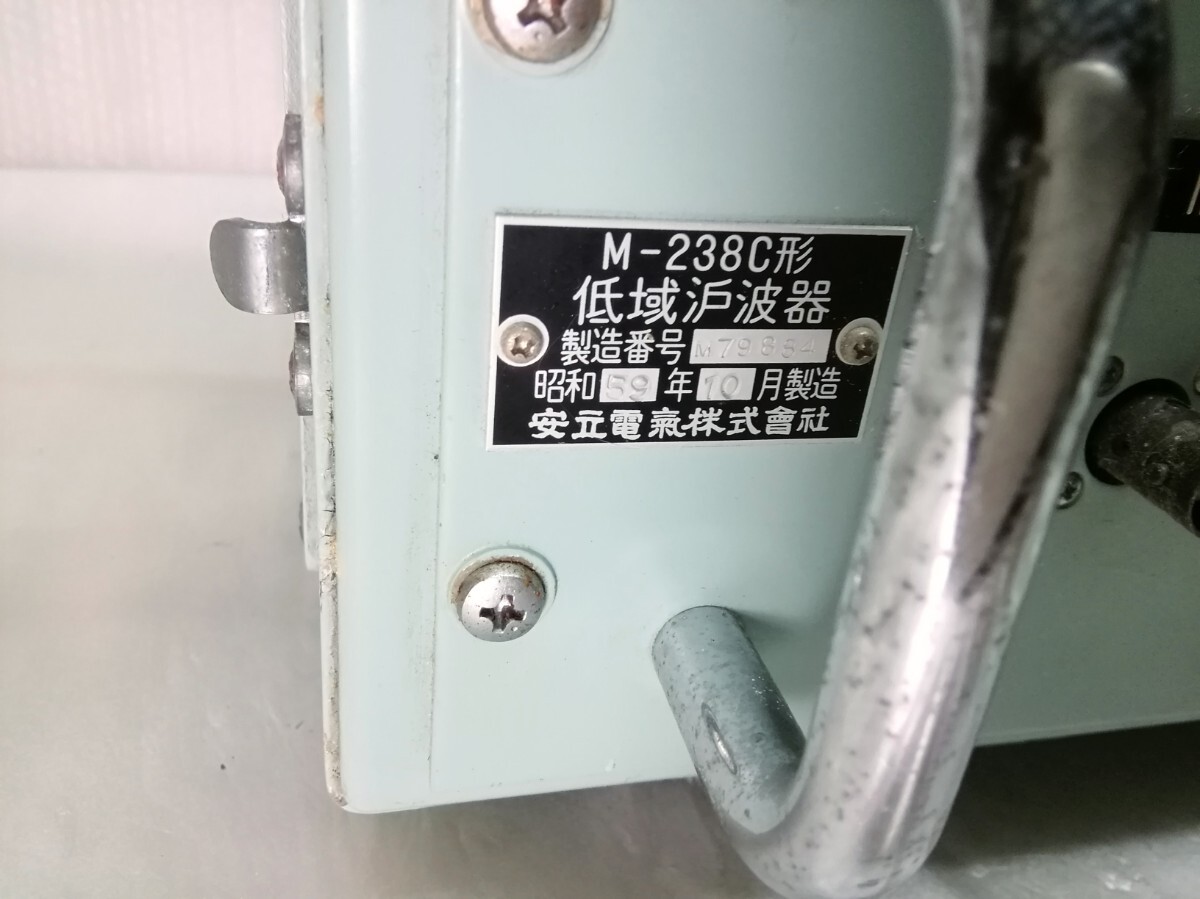 M-238C形
低域沪波器
製造番号 M79884
昭和59年10月製造
安立電氣株式會社